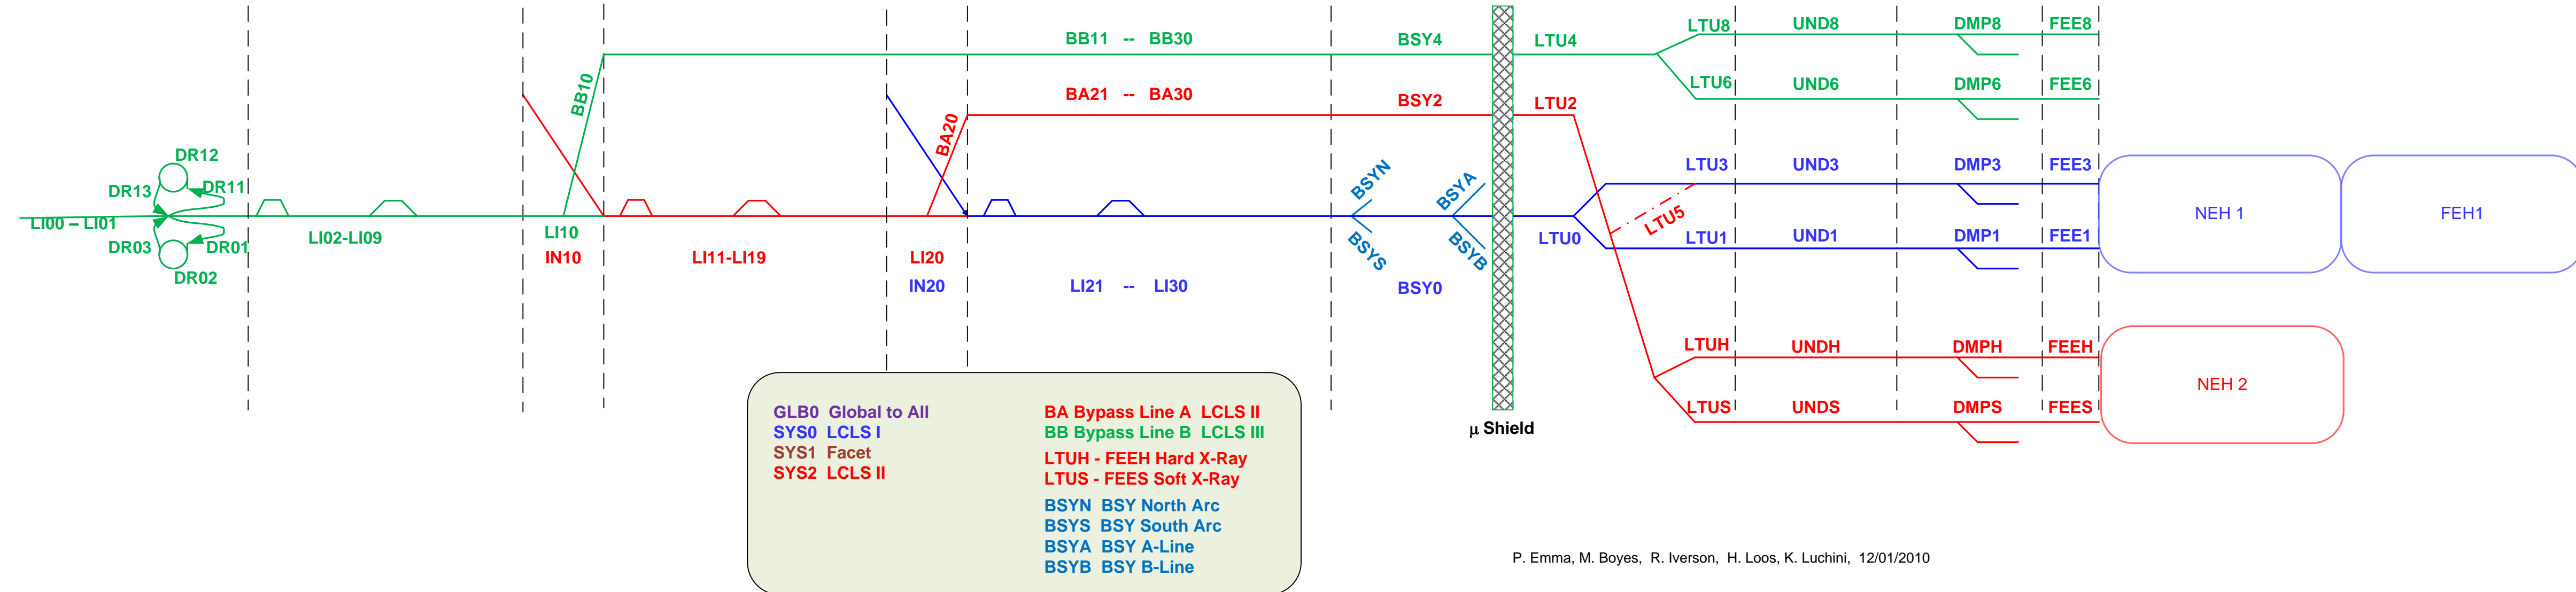 BB11 -- BB30
BSY4
LTU4
LTU8
UND8
DMP8
FEE8
BB10
BA21 -- BA30
BSY2
LTU2
LTU6
UND6
DMP6
FEE6
BA20
DR12
DR13
DR11
BSYN
BSYA
LTU3
UND3
DMP3
FEE3
LI00 – LI01
DR03
DR01
DR02
LI02-LI09
LI10
IN10
LI11-LI19
LI20
IN20
LI21 -- LI30
BSYS
BSYB
BSY0
LTU0
LTU5
LTU1
UND1
DMP1
FEE1
NEH 1
FEH1
LTUH
UNDH
DMPH
FEEH
LTUS
UNDS
DMPS
FEES
NEH 2
μ Shield
GLB0 Global to All
SYS0 LCLS I
SYS1 Facet
SYS2 LCLS II
BA Bypass Line A LCLS II
BB Bypass Line B LCLS III
LTUH - FEEH Hard X-Ray
LTUS - FEES Soft X-Ray
BSYN BSY North Arc
BSYS BSY South Arc
BSYA BSY A-Line
BSYB BSY B-Line
P. Emma, M. Boyes, R. Iverson, H. Loos, K. Luchini, 12/01/2010